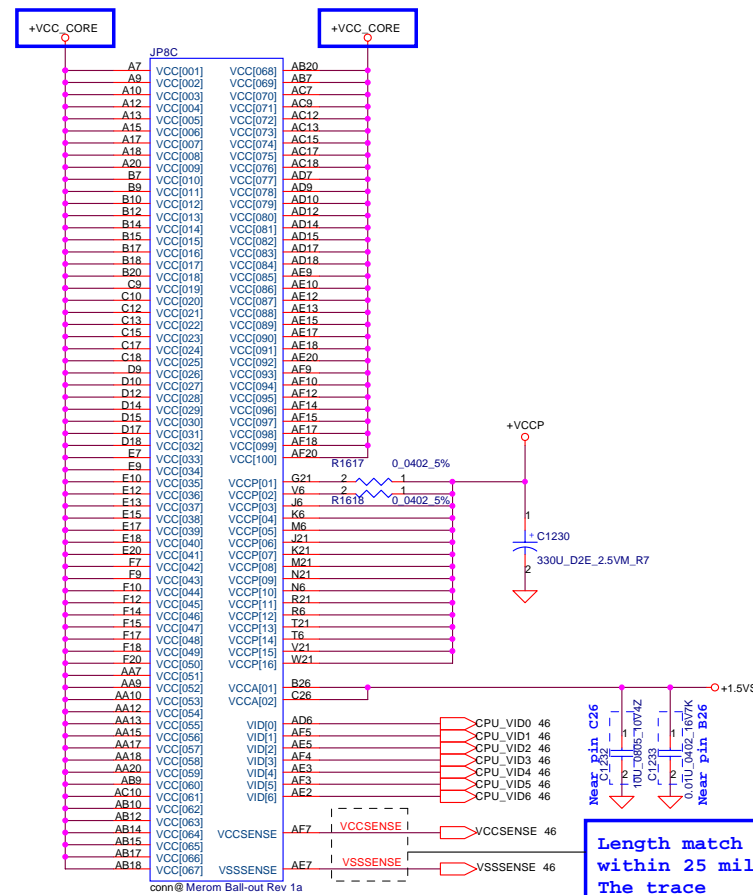 +VCC_CORE +VCC_CORE
JP8C
A7 VCC[001] VCC[068] AB20
A9 VCC[002] VCC[069] AB7
A10 VCC[003] VCC[070] AC7
A12 VCC[004] VCC[071] AC9
A13 VCC[005] VCC[072] AC12
A15 VCC[006] VCC[073] AC13
A17 VCC[007] VCC[074] AC15
A18 VCC[008] VCC[075] AC17
A20 VCC[009] VCC[076] AC18
B7 VCC[010] VCC[077] AD7
B9 VCC[011] VCC[078] AD9
B10 VCC[012] VCC[079] AD10
B12 VCC[013] VCC[080] AD12
B14 VCC[014] VCC[081] AD14
B15 VCC[015] VCC[082] AD15
B17 VCC[016] VCC[083] AD17
B18 VCC[017] VCC[084] AD18
B20 VCC[018] VCC[085] AE9
C9 VCC[019] VCC[086] AE10
C10 VCC[020] VCC[087] AE12
C12 VCC[021] VCC[088] AE13
C13 VCC[022] VCC[089] AE15
C15 VCC[023] VCC[090] AE17
C17 VCC[024] VCC[091] AE18
C18 VCC[025] VCC[092] AE20
D9 VCC[026] VCC[093] AF9
D10 VCC[027] VCC[094] AF10
D12 VCC[028] VCC[095] AF12
D14 VCC[029] VCC[096] AF14
D15 VCC[030] VCC[097] AF15
D17 VCC[031] VCC[098] AF17
D18 VCC[032] VCC[099] AF18
E7 VCC[033] VCC[100] AF20
E9 VCC[034]
R1617 0_0402_5%
E10 VCC[035] VCCP[01] G21 2 1
E12 VCC[036] VCCP[02] V6 2 1
R1618 0_0402_5%
E13 VCC[037] VCCP[03] J6
E15 VCC[038] VCCP[04] K6
E17 VCC[039] VCCP[05] M6
E18 VCC[040] VCCP[06] J21
E20 VCC[041] VCCP[07] K21
F7 VCC[042] VCCP[08] M21
F9 VCC[043] VCCP[09] N21
F10 VCC[044] VCCP[10] N6
F12 VCC[045] VCCP[11] R21
F14 VCC[046] VCCP[12] R6
F15 VCC[047] VCCP[13] T21
F17 VCC[048] VCCP[14] T6
F18 VCC[049] VCCP[15] V21
F20 VCC[050] VCCP[16] W21
+VCCP
1
+ C1230
330U_D2E_2.5VM_R7
2
AA7 VCC[051]
AA9 VCC[052] VCCA[01] B26
AA10 VCC[053] VCCA[02] C26
+1.5VS
AA12 VCC[054]
AA13 VCC[055] VID[0] AD6 CPU_VID0 46
AA15 VCC[056] VID[1] AF5 CPU_VID1 46
AA17 VCC[057] VID[2] AE5 CPU_VID2 46
AA18 VCC[058] VID[3] AF4 CPU_VID3 46
AA20 VCC[059] VID[4] AE3 CPU_VID4 46
AB9 VCC[060] VID[5] AF3 CPU_VID5 46
AC10 VCC[061] VID[6] AE2 CPU_VID6 46
AB10 VCC[062]
AB12 VCC[063]
AB14 VCC[064] VCCSENSE AF7 VCCSENSE VCCSENSE 46
AB15 VCC[065]
AB17 VCC[066]
AB18 VCC[067] VSSSENSE AE7 VSSSENSE VSSSENSE 46
conn@ Merom Ball-out Rev 1a
Near pin C26
C1232
1
2
10U_0805_10V4Z
C1233
1
2
0.01U_0402_16V7K
Near pin B26
Length match
within 25 mil
The trace